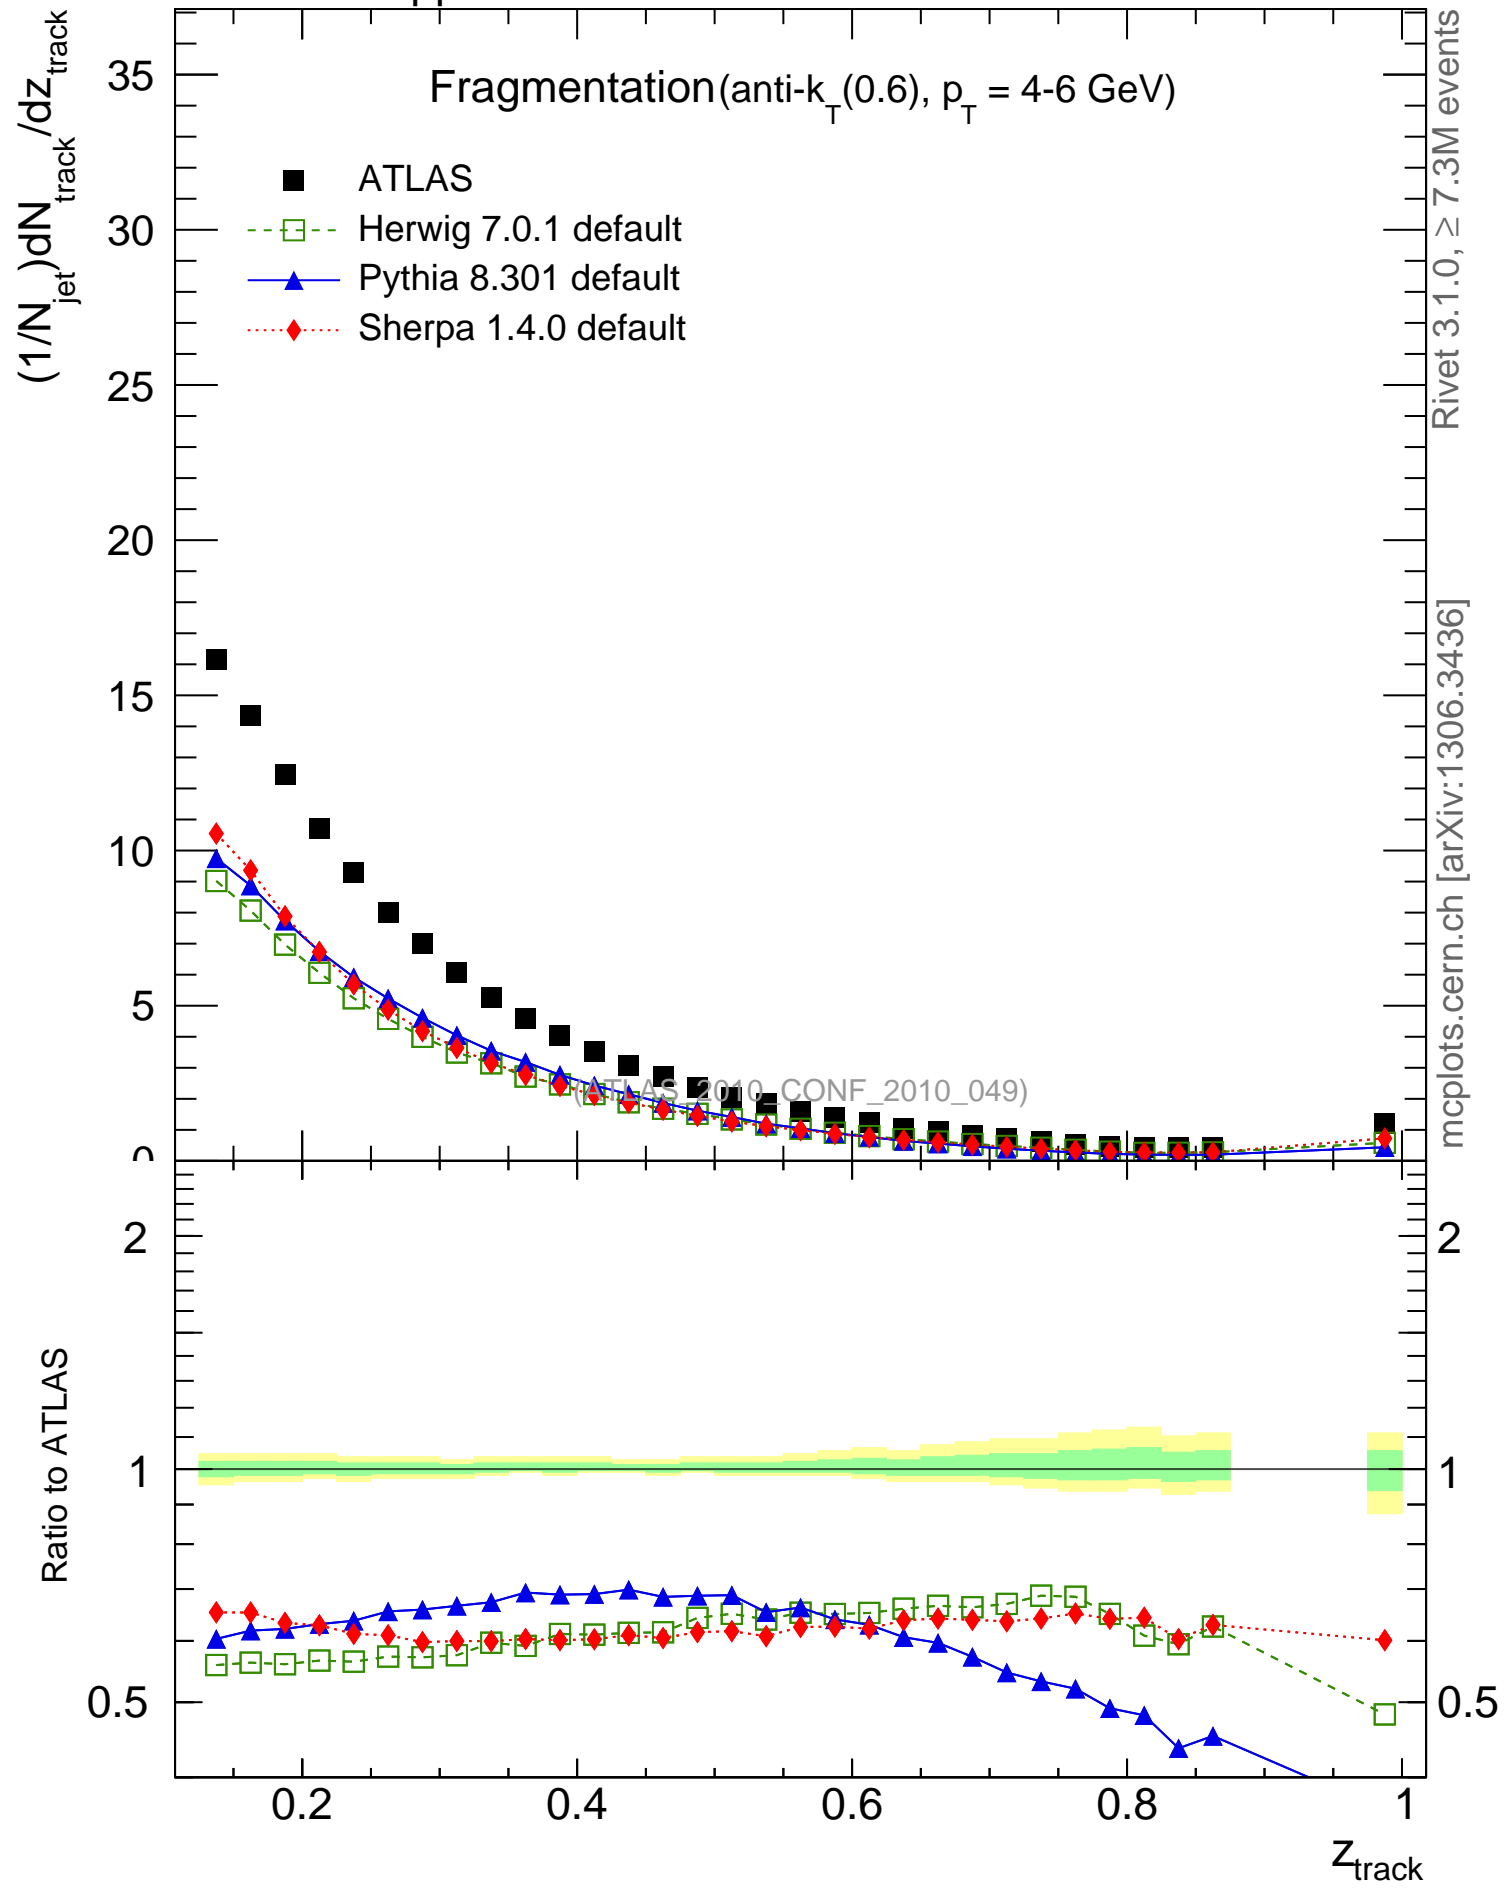 Fragmentation (anti-k_T(0.6), p_T = 4-6 GeV)
ATLAS
Herwig 7.0.1 default
Pythia 8.301 default
Sherpa 1.4.0 default
(1/N_jet)dN_track/dz_track
35
30
25
20
15
10
5
0
(ATLAS_2010_CONF_2010_049)
Rivet 3.1.0, ≥ 7.3M events
mcplots.cern.ch [arXiv:1306.3436]
Ratio to ATLAS
2
1
0.5
2
1
0.5
0.2
0.4
0.6
0.8
1
z_track